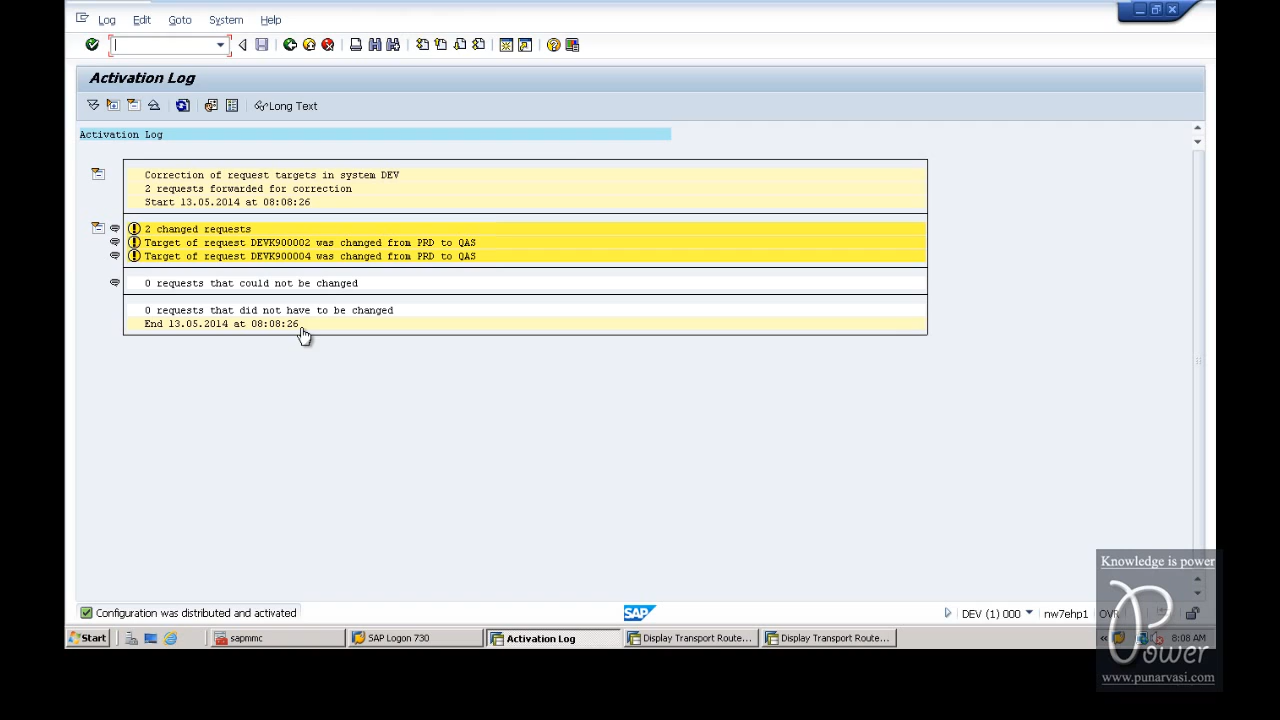 Log Edit Goto System Help
Activation Log
Long Text
Activation Log
Correction of request targets in system DEV
2 requests forwarded for correction
Start 13.05.2014 at 08:08:26
2 changed requests
Target of request DEVK900002 was changed from PRD to QAS
Target of request DEVK900004 was changed from PRD to QAS
0 requests that could not be changed
0 requests that did not have to be changed
End 13.05.2014 at 08:08:26
Knowledge is power
Configuration was distributed and activated SAP DEV (1) 000 nw7ehp1 OVR
Start sapmmc SAP Logon 730 Activation Log Display Transport Route... Display Transport Route... 8:08 AM
Power
www.punarvasi.com